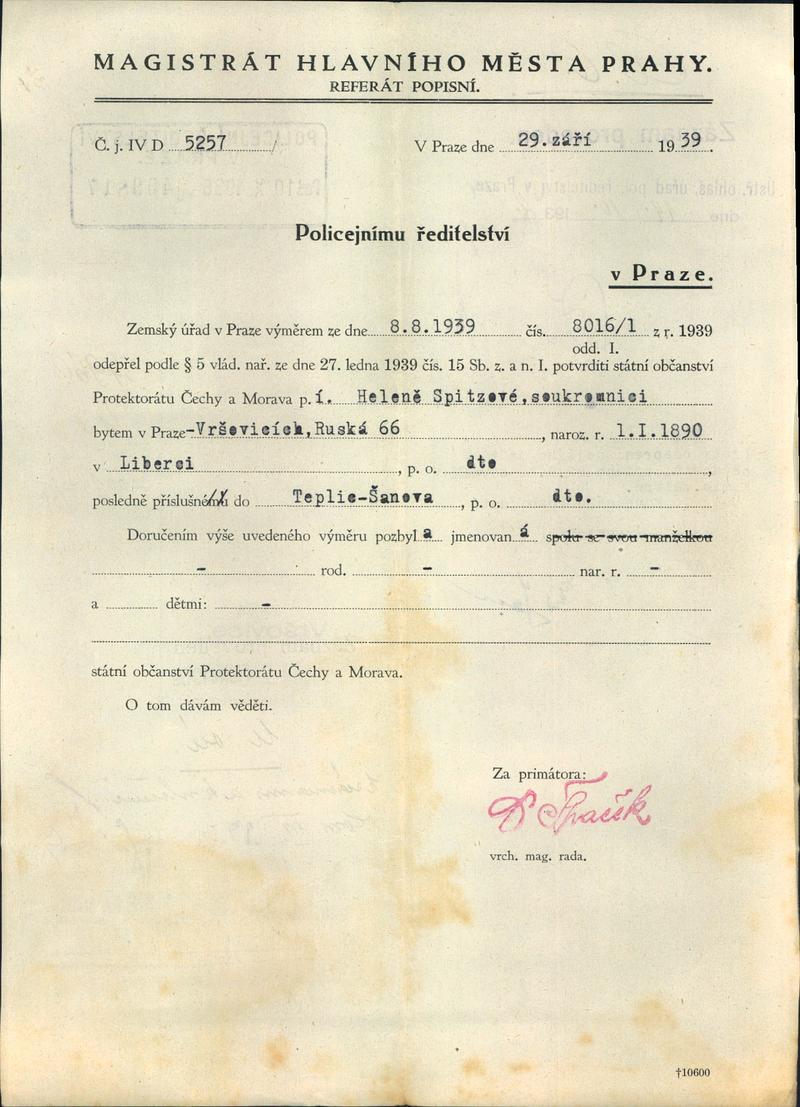 MAGISTRÁT HLAVNÍHO MĚSTA PRAHY.
REFERÁT POPISNÍ.
Č. j. IV D 5257 /
V Praze dne 29. září 1939.
Policejnímu ředitelství
v Praze.
Zemský úřad v Praze výměrem ze dne 8.8.1939 čís. 8016/1 z r. 1939
odd. I.
odepřel podle § 5 vlád. nař. ze dne 27. ledna 1939 čís. 15 Sb. z. a n. I. potvrditi státní občanství
Protektorátu Čechy a Morava p. í. Heleně Spitzové, soukromnici
bytem v Praze-Vršovicích, Ruská 66, naroz. r. 1.I.1890
v Liberci, p. o. dto,
posledně příslušné do Teplic-Šanova, p. o. dto.
Doručením výše uvedeného výměru pozbyla jmenovaná spolu se svou manželkou
- rod. - nar. r. -
a dětmi: -
státní občanství Protektorátu Čechy a Morava.
O tom dávám věděti.
Za primátora:
Dr Špaček
vrch. mag. rada.
†10600